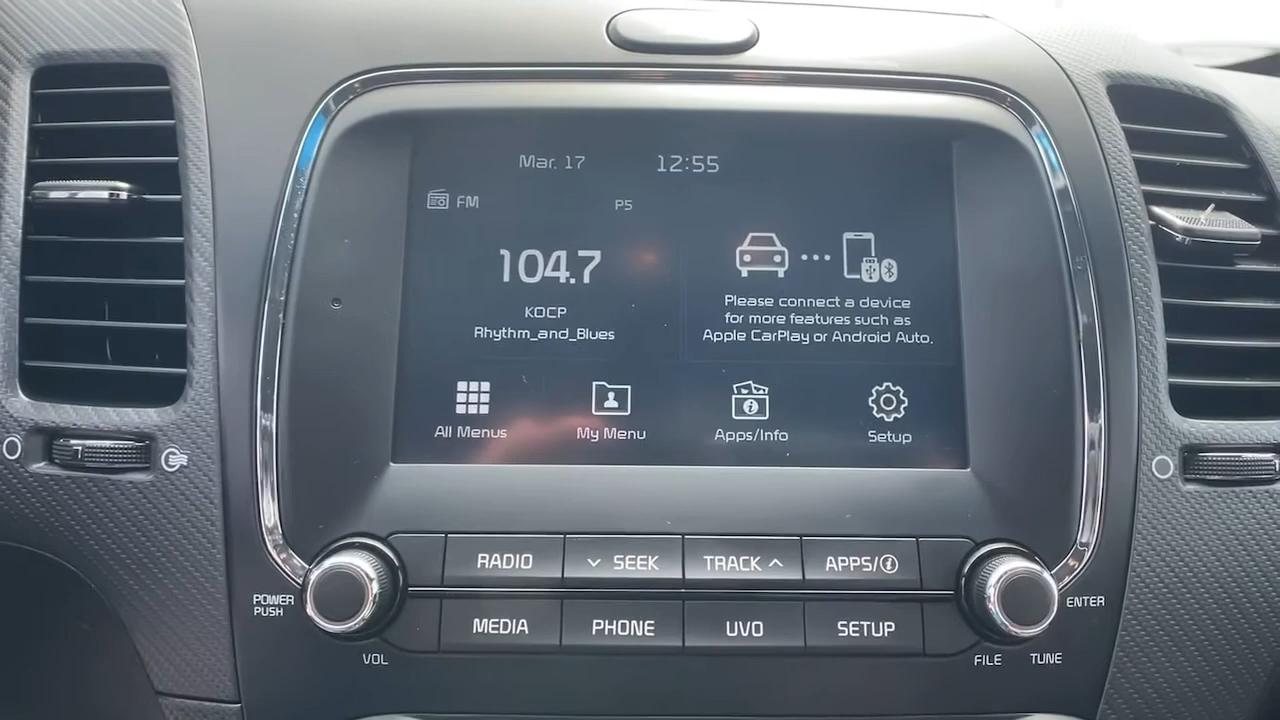 Mar. 17 12:55
FM P5
104.7
KOCP
Rhythm_and_Blues
Please connect a device
for more features such as
Apple CarPlay or Android Auto.
All Menus My Menu Apps/Info Setup
RADIO SEEK TRACK APPS/i
POWER
PUSH
ENTER
MEDIA PHONE UVO SETUP
VOL FILE TUNE